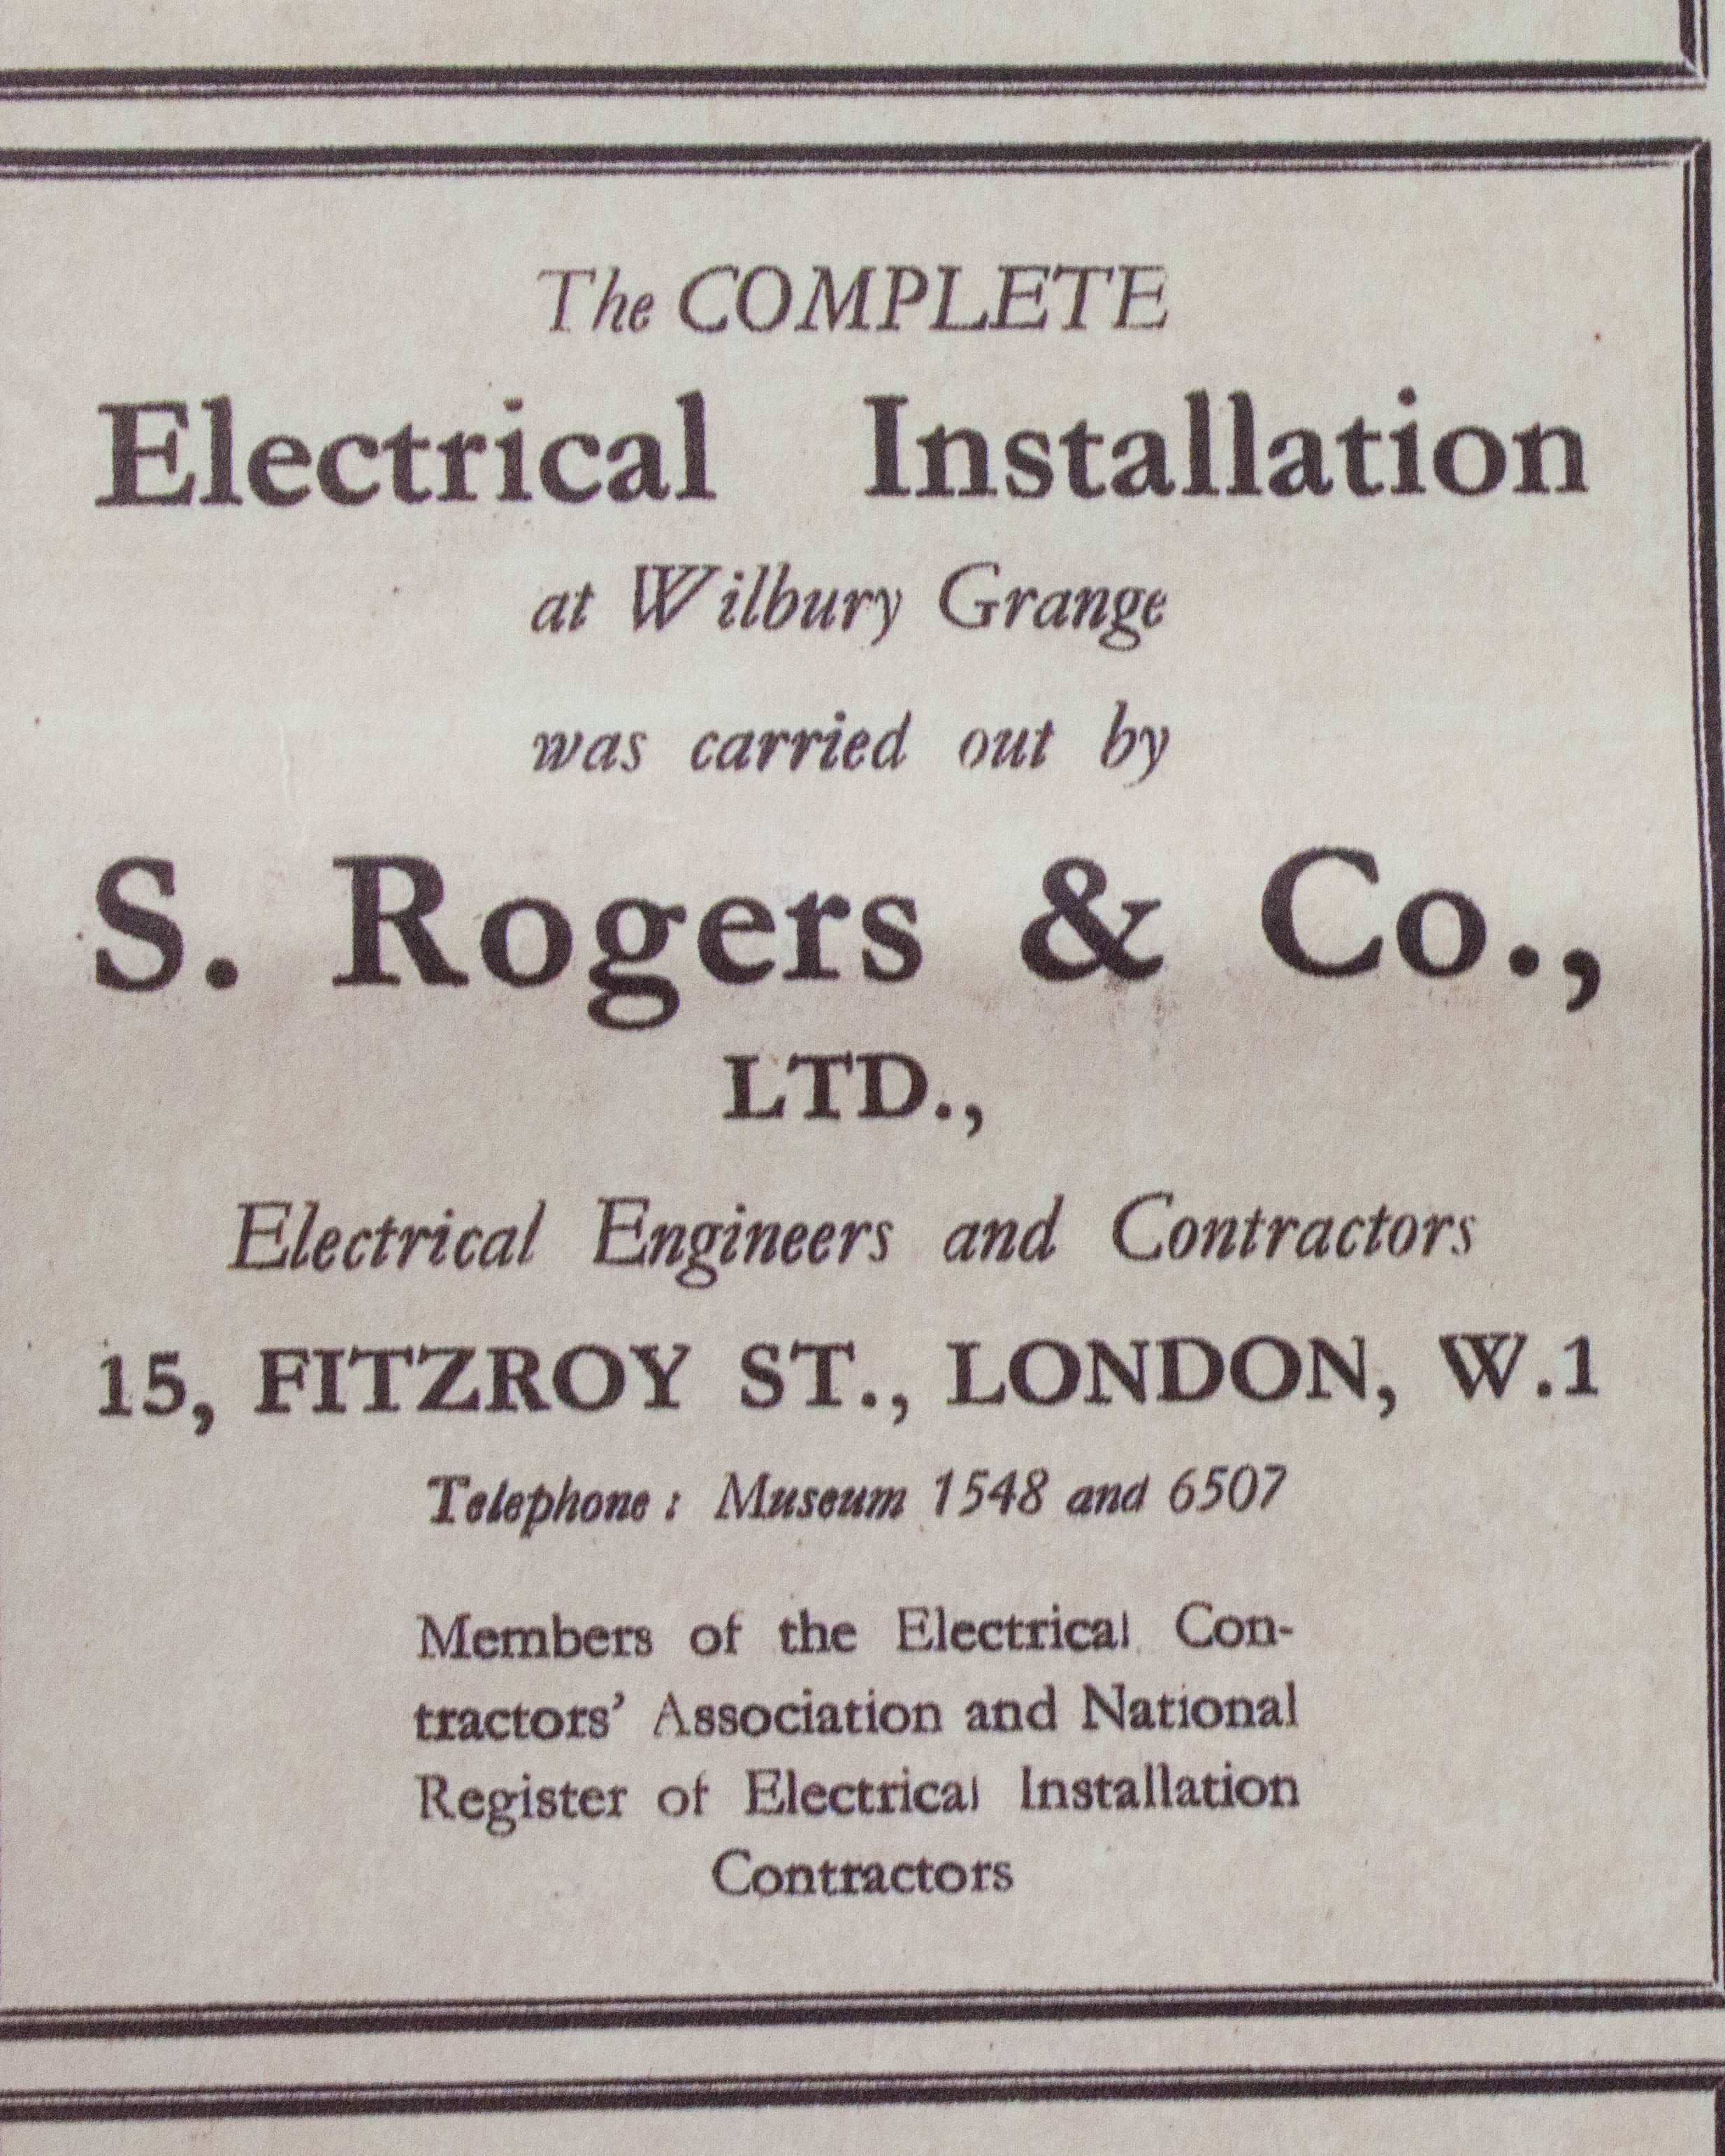 The COMPLETE
Electrical Installation
at Wilbury Grange
was carried out by
S. Rogers & Co.,
LTD.,
Electrical Engineers and Contractors
15, FITZROY ST., LONDON, W.1
Telephone : Museum 1548 and 6507
Members of the Electrical Con-
tractors’ Association and National
Register of Electrical Installation
Contractors